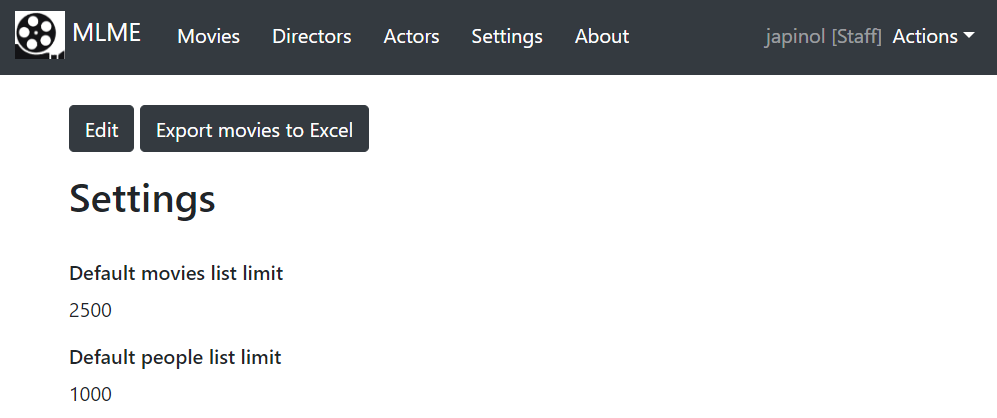 MLME Movies Directors Actors Settings About japinol [Staff] Actions
Edit Export movies to Excel
Settings
Default movies list limit
2500
Default people list limit
1000